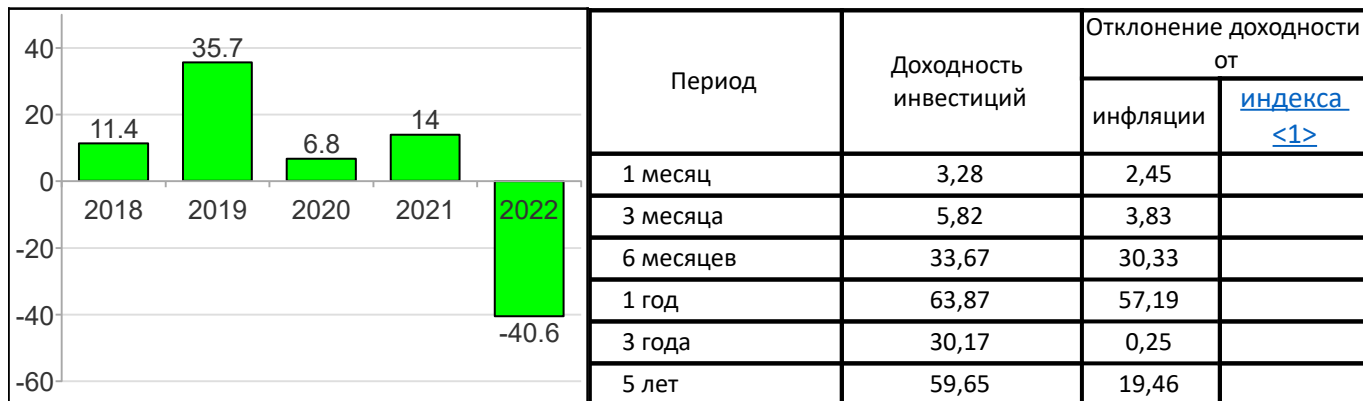 40
20
0
-20
-40
-60
11.4
35.7
6.8
14
-40.6
2018 2019 2020 2021 2022
Период
Доходность
инвестиций
Отклонение доходности
от
инфляции
индекса
<1>
1 месяц 3,28 2,45
3 месяца 5,82 3,83
6 месяцев 33,67 30,33
1 год 63,87 57,19
3 года 30,17 0,25
5 лет 59,65 19,46